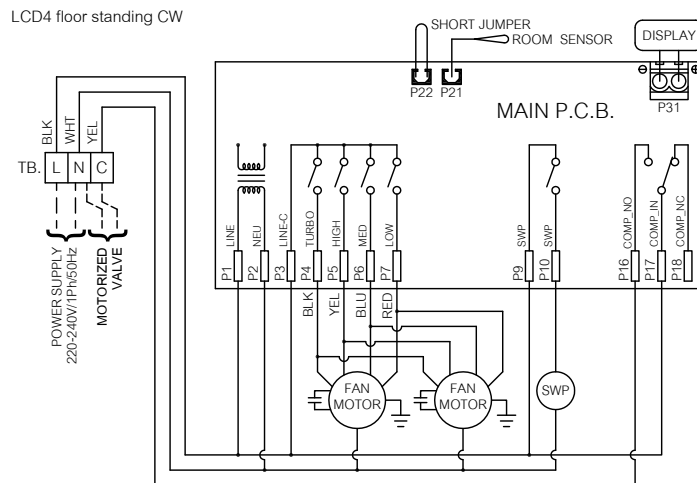 LCD4 floor standing CW
SHORT JUMPER
ROOM SENSOR
DISPLAY
P22
P21
P31
MAIN P.C.B.
BLK
WHT
YEL
TB.
L
N
C
POWER SUPPLY
220-240V/1Ph/50Hz
MOTORIZED
VALVE
LINE
NEU
LINE-C
TURBO
HIGH
MED
LOW
SWP
SWP
COMP_NO
COMP_IN
COMP_NC
P1
P2
P3
P4
P5
P6
P7
P9
P10
P16
P17
P18
BLK
YEL
BLU
RED
FAN
MOTOR
FAN
MOTOR
SWP